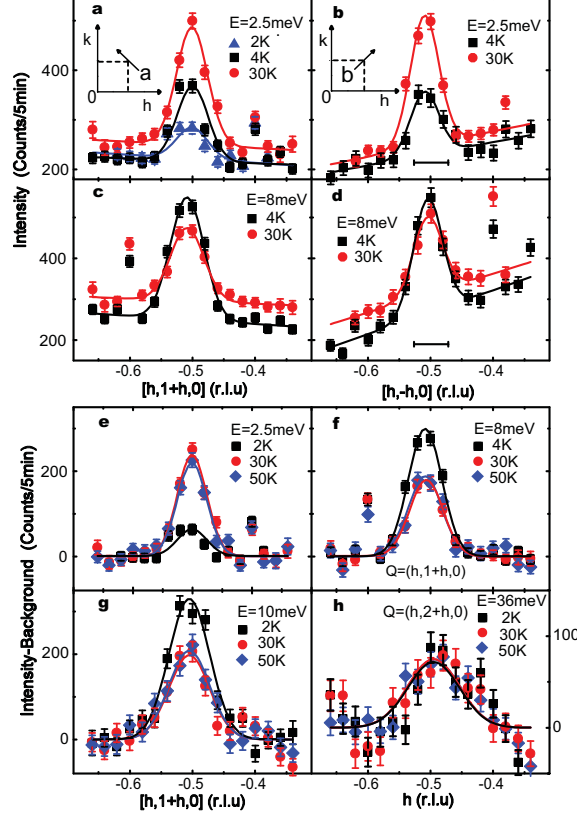 a
E=2.5meV
2K
4K
30K
k
a
0
h
b
E=2.5meV
4K
30K
k
b
0
h
400
200
c
E=8meV
4K
30K
d
E=8meV
4K
30K
400
200
Intensity (Counts/5min)
-0.6
-0.5
-0.4
-0.6
-0.5
-0.4
[h,1+h,0] (r.l.u)
[h,-h,0] (r.l.u)
e
E=2.5meV
2K
30K
50K
f
E=8meV
4K
30K
50K
Q=(h,1+h,0)
200
0
g
E=10meV
2K
30K
50K
h
E=36meV
Q=(h,2+h,0)
2K
30K
50K
200
0
100
0
Intensity-Background (Counts/5min)
-0.6
-0.5
-0.4
-0.6
-0.5
-0.4
[h,1+h,0] (r.l.u)
h (r.l.u)